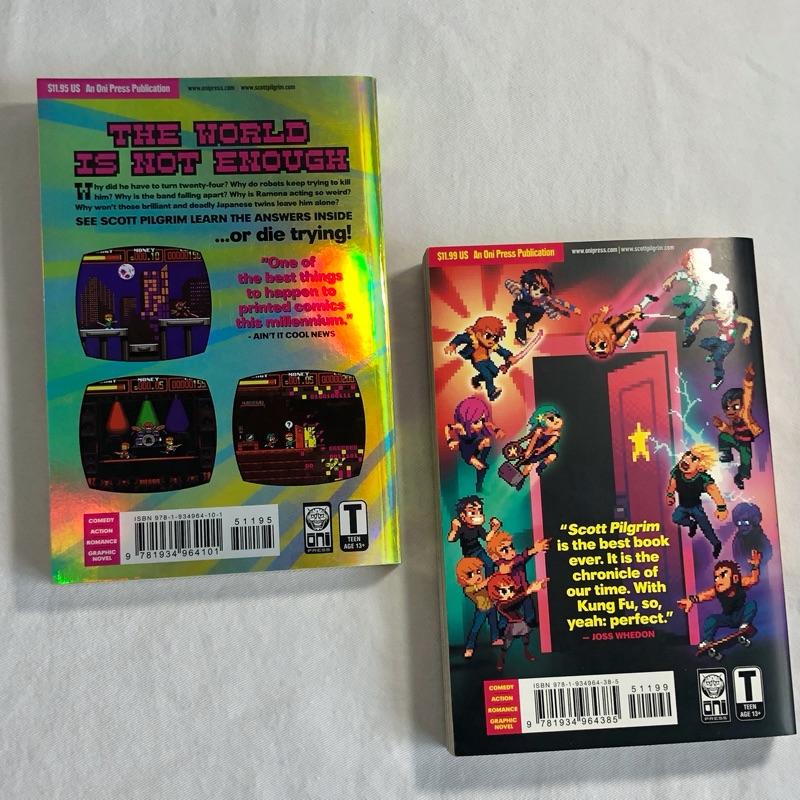 $11.95 US An Oni Press Publication www.onipress.com www.scottpilgrim.com
THE WORLD
IS NOT ENOUGH
Why did he have to turn twenty-four? Why do robots keep trying to kill
him? Why is the band falling apart? Why is Ramona acting so weird?
Why won't those brilliant and deadly Japanese twins leave him alone?
SEE SCOTT PILGRIM LEARN THE ANSWERS INSIDE
...or die trying!
"One of
the best things
to happen to
printed comics
this millennium."
- AIN'T IT COOL NEWS
MONEY
MONEY
MONEY
COMEDY
ACTION
ROMANCE
GRAPHIC
NOVEL
ISBN 978-1-934964-10-1
51195
9 781934 964101
oni
PRESS
T
TEEN
AGE 13+
$11.99 US An Oni Press Publication www.onipress.com | www.scottpilgrim.com
"Scott Pilgrim
is the best book
ever. It is the
chronicle of
our time. With
Kung Fu, so,
yeah: perfect."
— JOSS WHEDON
COMEDY
ACTION
ROMANCE
GRAPHIC
NOVEL
ISBN 978-1-934964-38-5
51199
9 781934 964385
oni
PRESS
T
TEEN
AGE 13+